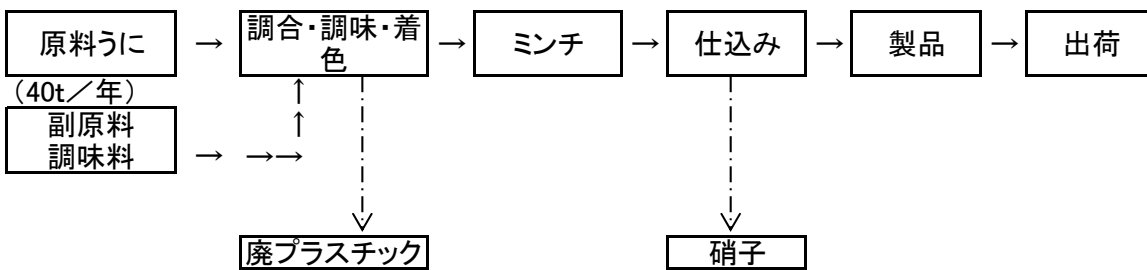 原料うに → 調合・調味・着色 → ミンチ → 仕込み → 製品 → 出荷
(40t/年)
副原料
調味料 → →→
廃プラスチック
硝子